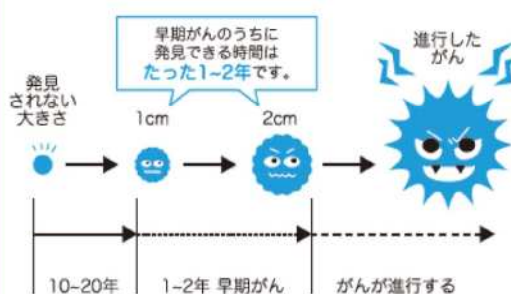 早期がんのうちに
発見できる時間は
たった1~2年です。
進行した
がん
発見
されない
大きさ
1cm
2cm
10~20年
1~2年 早期がん
がんが進行する